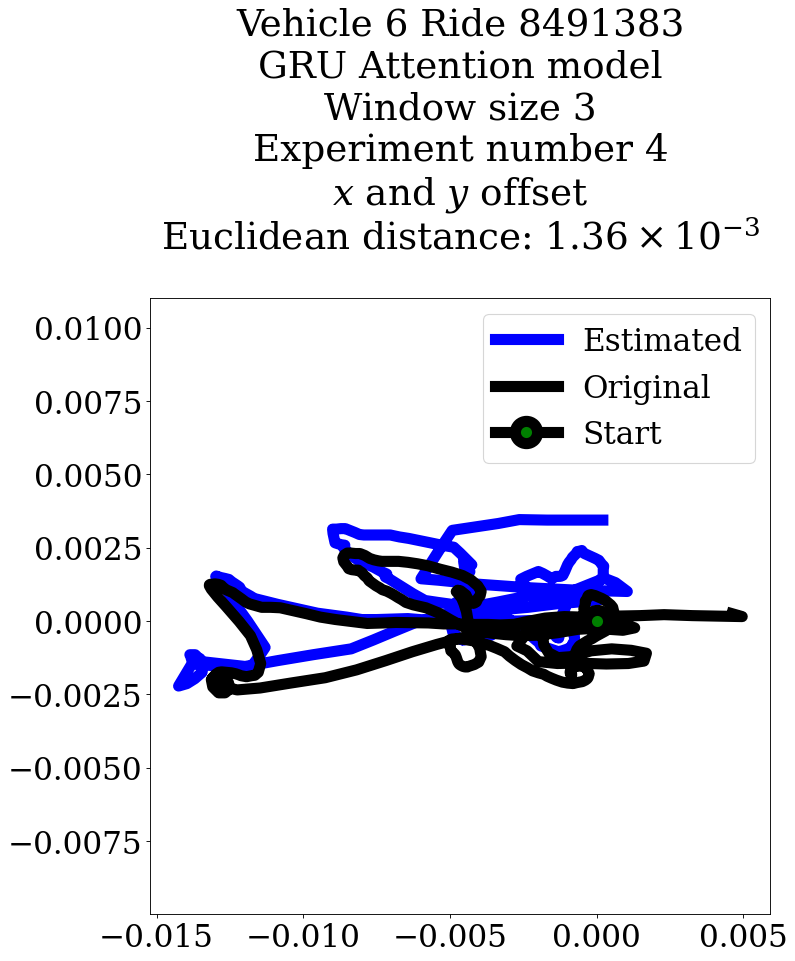 Vehicle 6 Ride 8491383
GRU Attention model
Window size 3
Experiment number 4
x and y offset
Euclidean distance: 1.36 × 10⁻³
Estimated
Original
Start
0.0100
0.0075
0.0050
0.0025
0.0000
−0.0025
−0.0050
−0.0075
−0.015 −0.010 −0.005 0.000 0.005